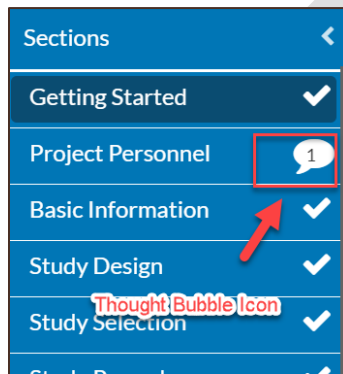 Sections
Getting Started
Project Personnel
1
Basic Information
Study Design
Thought Bubble Icon
Study Selection